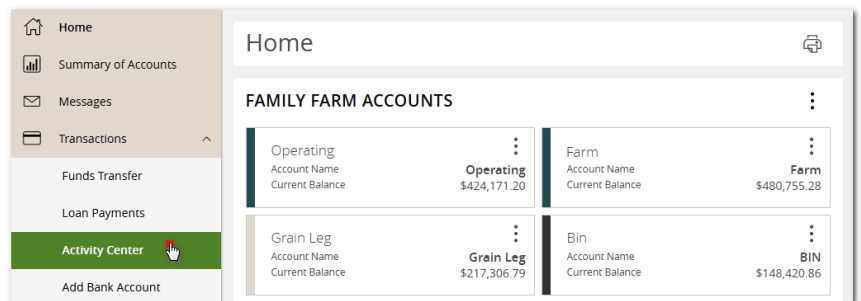 Home
Summary of Accounts
Messages
Transactions
Funds Transfer
Loan Payments
Activity Center
Add Bank Account
Home
FAMILY FARM ACCOUNTS
Operating
Account Name Operating
Current Balance $424,171.20
Farm
Account Name Farm
Current Balance $480,755.28
Grain Leg
Account Name Grain Leg
Current Balance $217,306.79
Bin
Account Name BIN
Current Balance $148,420.86